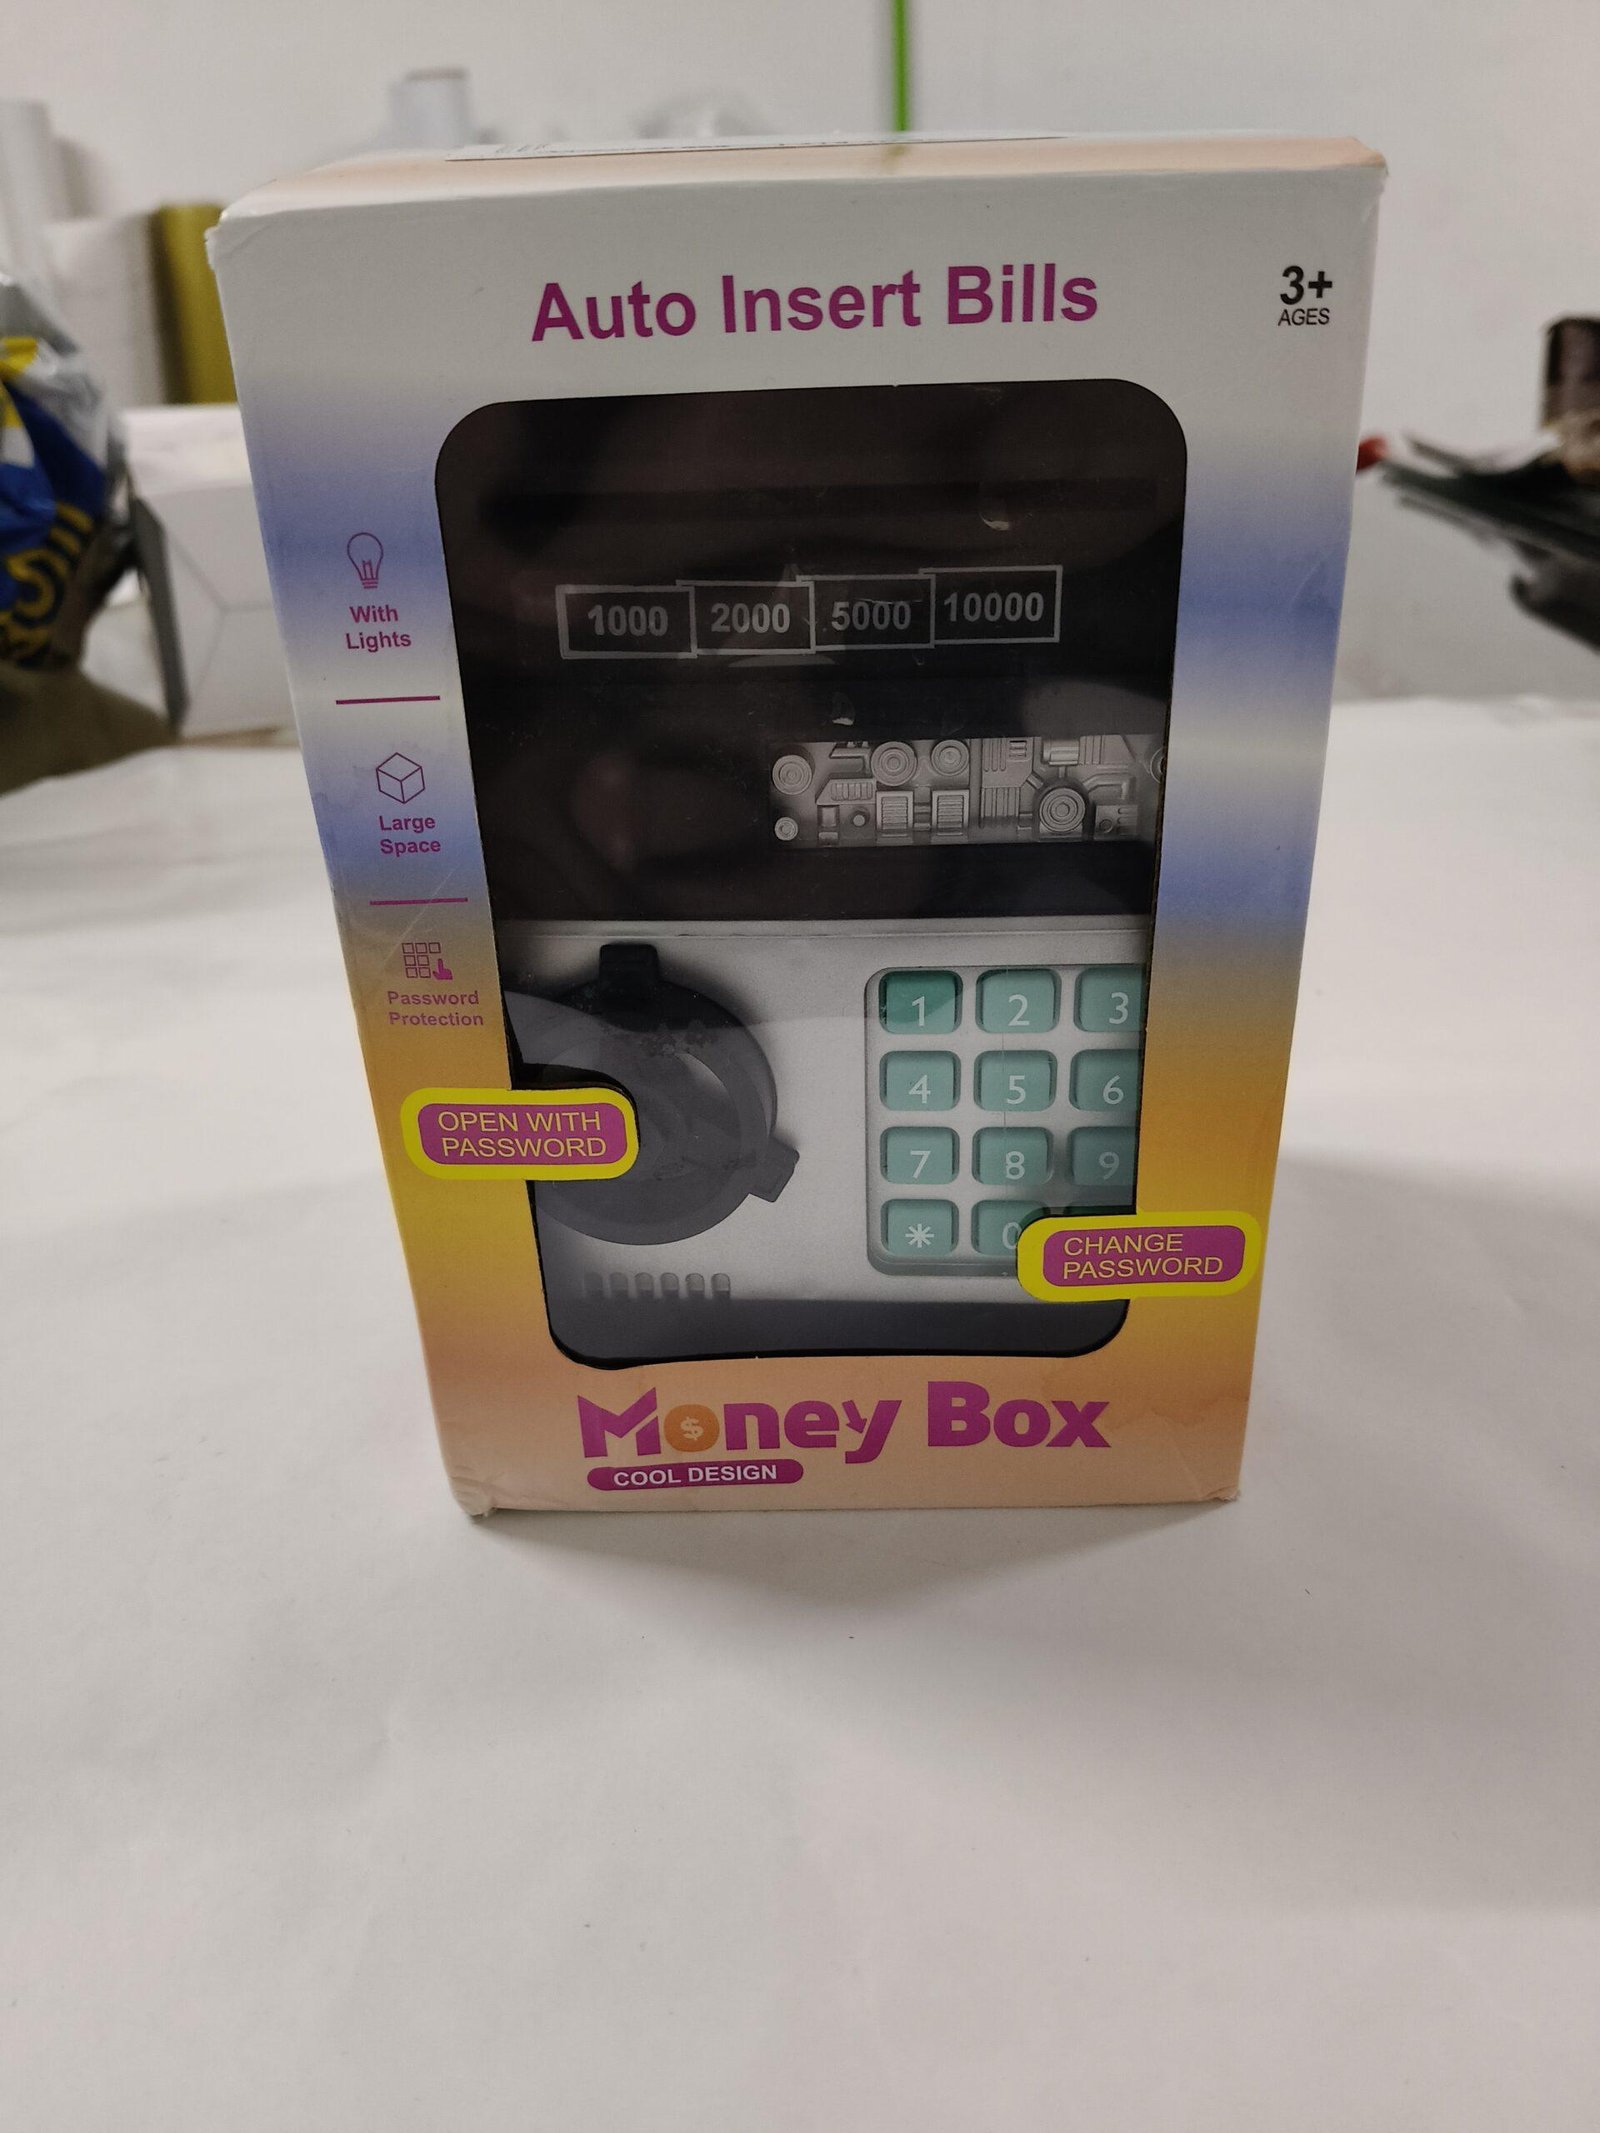 Auto Insert Bills
3+
AGES
1000 2000 5000 10000
With
Lights
Large
Space
Password
Protection
OPEN WITH
PASSWORD
1 2 3
4 5 6
7 8 9
* 0
CHANGE
PASSWORD
Money Box
COOL DESIGN